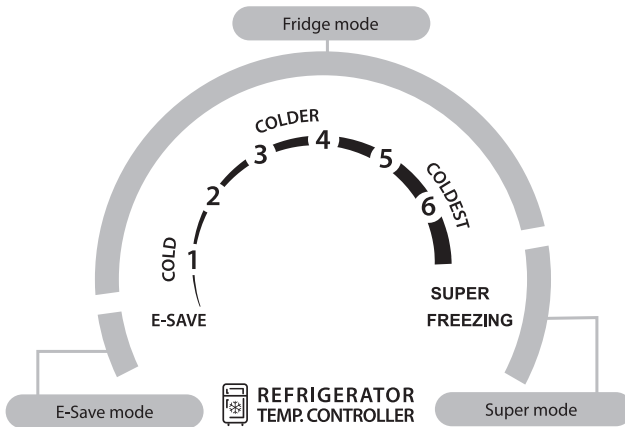 Fridge mode
COLDER
4
3
5
COLDEST
2
6
COLD
1
SUPER
FREEZING
E-SAVE
REFRIGERATOR
TEMP. CONTROLLER
E-Save mode
Super mode